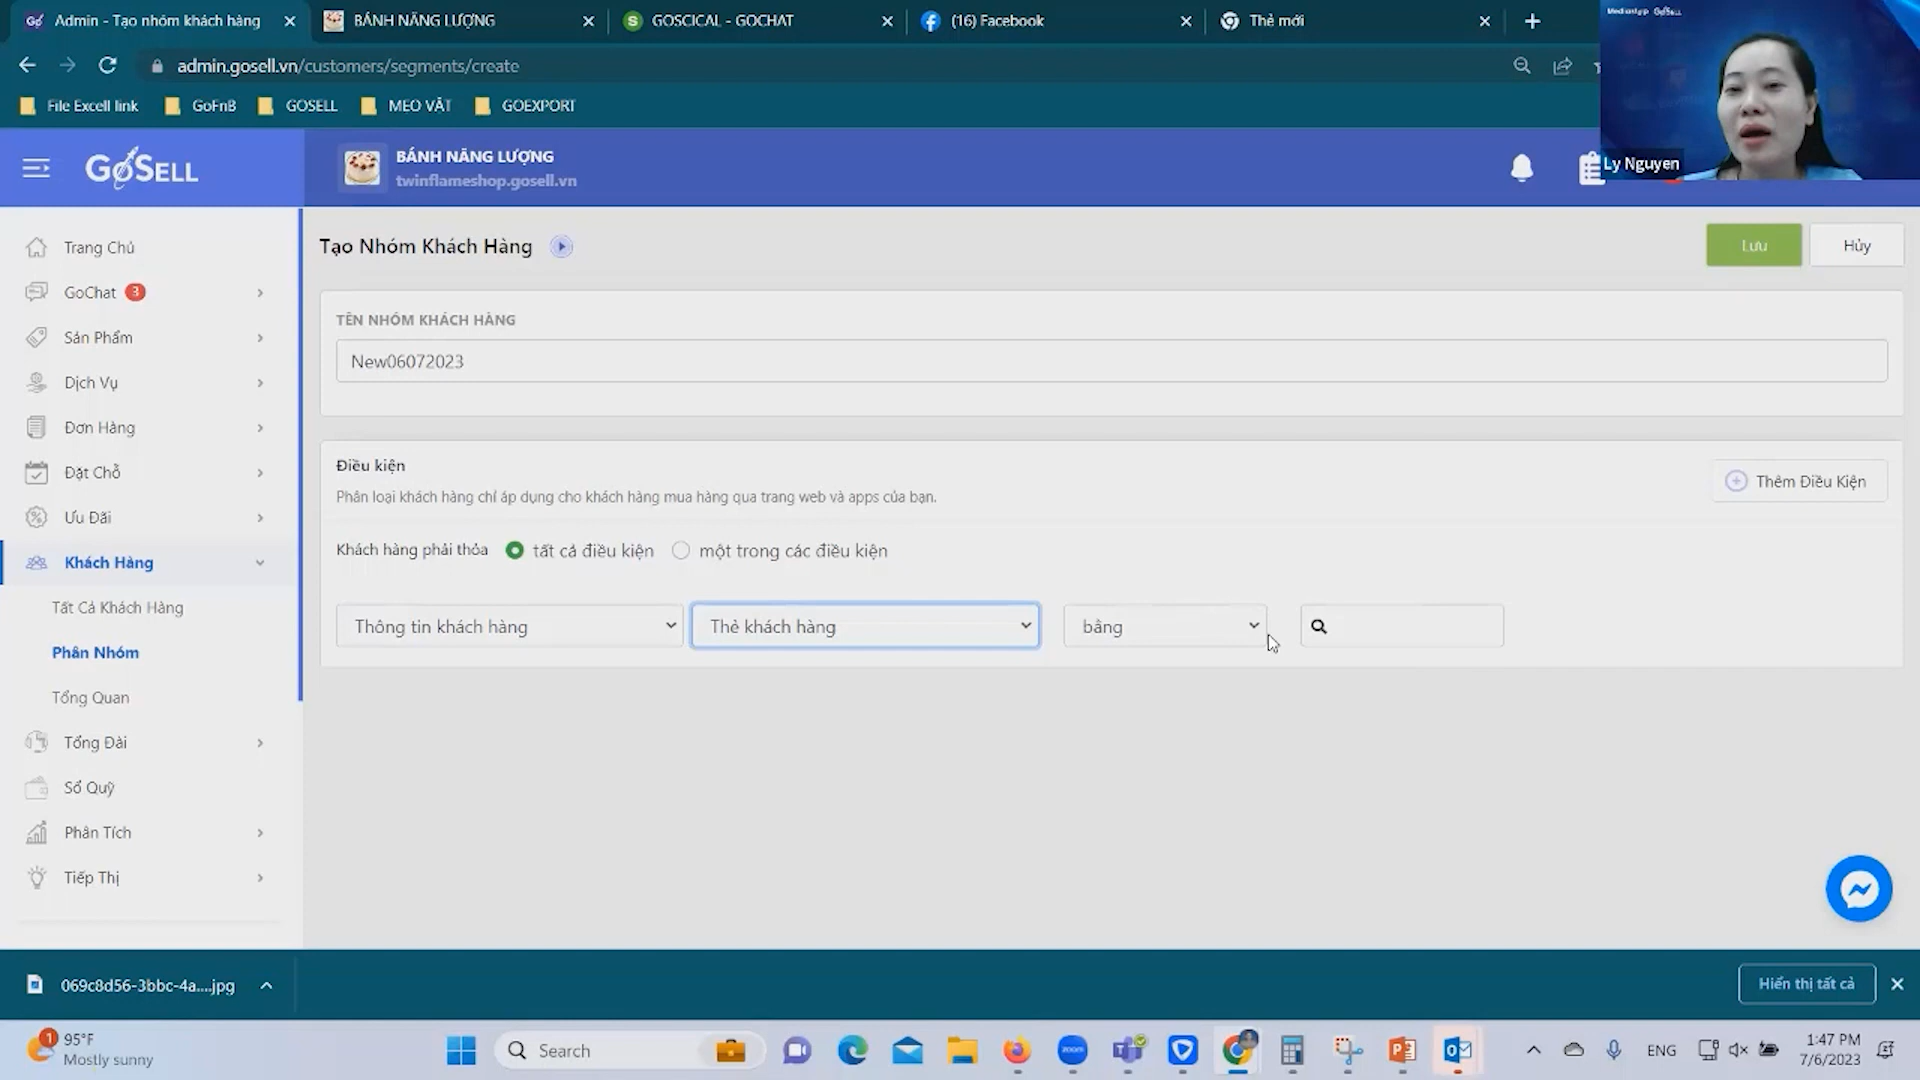 Admin - Tạo nhóm khách hàng
BÁNH NĂNG LƯỢNG
GOSCICAL - GOCHAT
(16) Facebook
Thẻ mới
admin.gosell.vn/customers/segments/create
File Excell link
GoFnB
GOSELL
MẸO VẶT
GOEXPORT
Mediastep GoSELL
Ly Nguyen
GoSELL
BÁNH NĂNG LƯỢNG
twinflameshop.gosell.vn
Trang Chủ
GoChat 3
Sản Phẩm
Dịch Vụ
Đơn Hàng
Đặt Chỗ
Ưu Đãi
Khách Hàng
Tất Cả Khách Hàng
Phân Nhóm
Tổng Quan
Tổng Đài
Sổ Quỹ
Phân Tích
Tiếp Thị
Tạo Nhóm Khách Hàng
Lưu
Hủy
TÊN NHÓM KHÁCH HÀNG
New06072023
Điều kiện
Phân loại khách hàng chỉ áp dụng cho khách hàng mua hàng qua trang web và apps của bạn.
Thêm Điều Kiện
Khách hàng phải thỏa tất cả điều kiện một trong các điều kiện
Thông tin khách hàng
Thẻ khách hàng
bằng
069c8d56-3bbc-4a....jpg
Hiển thị tất cả
1
95°F
Mostly sunny
Search
zoom
ENG
1:47 PM
7/6/2023